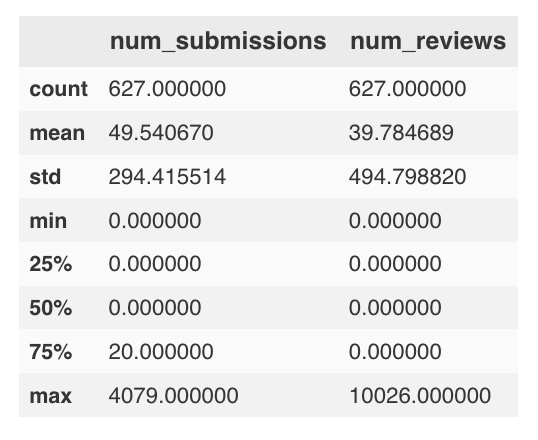 num_submissions num_reviews
count 627.000000 627.000000
mean 49.540670 39.784689
std 294.415514 494.798820
min 0.000000 0.000000
25% 0.000000 0.000000
50% 0.000000 0.000000
75% 20.000000 0.000000
max 4079.000000 10026.000000